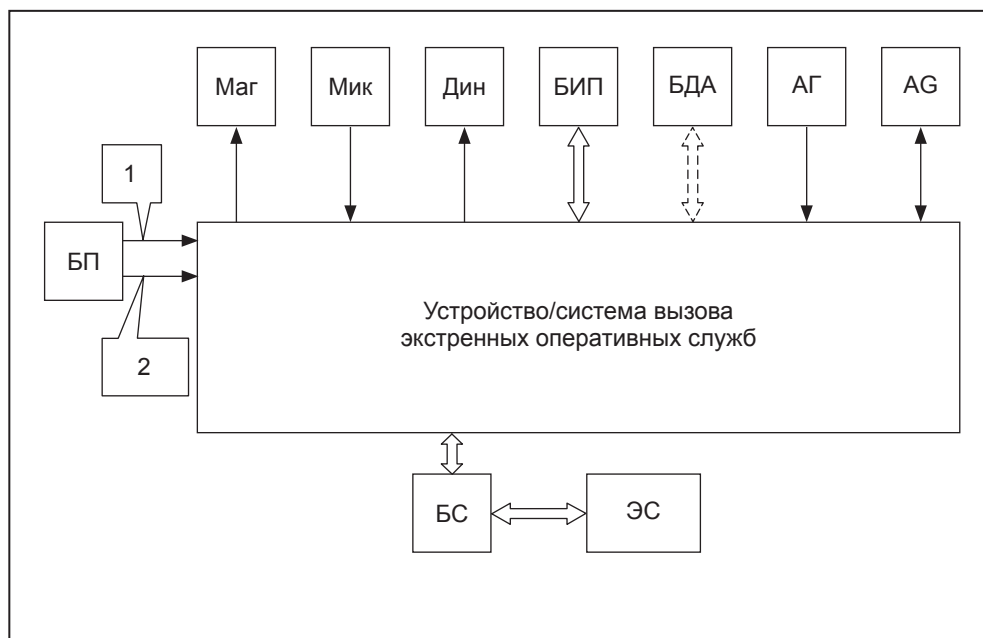 Маг
Мик
Дин
БИП
БДА
АГ
AG
1
БП
2
Устройство/система вызова
экстренных оперативных служб
БС
ЭС